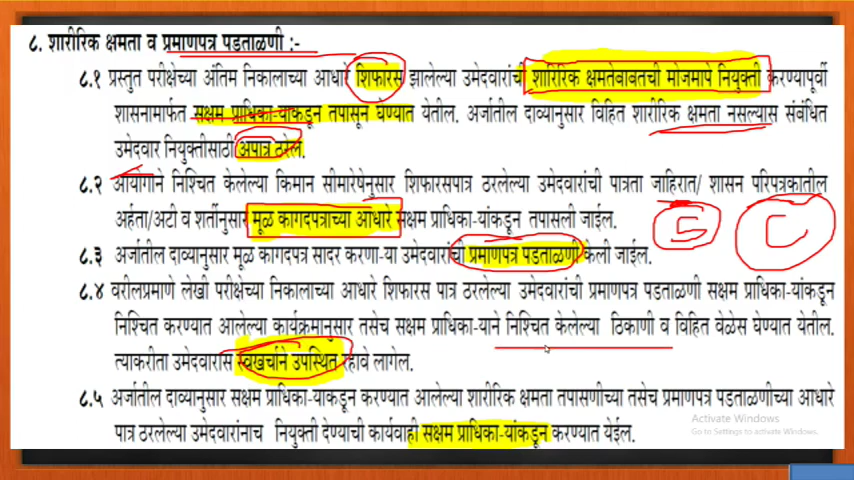 ८. शारीरिक क्षमता व प्रमाणपत्र पडताळणी :-
८.१ प्रस्तुत परीक्षेच्या अंतिम निकालाच्या आधारे शिफारस झालेल्या उमेदवारांची शारिरिक क्षमतेबाबतची मोजमापे नियुक्ती करण्यापूर्वी
शासनामार्फत सक्षम प्राधिका-यांकडून तपासून घेण्यात येतील. अर्जातील दाव्यानुसार विहित शारीरिक क्षमता नसल्यास संबंधित
उमेदवार नियुक्तीसाठी अपात्र ठरेल.
८.२ आयोगाने निश्चित केलेल्या किमान सीमारेषेनुसार शिफारसपात्र ठरलेल्या उमेदवारांची पात्रता जाहिरात/ शासन परिपत्रकातील
अर्हता/अटी व शर्तीनुसार मूळ कागदपत्राच्या आधारे सक्षम प्राधिका-यांकडून तपासली जाईल.
८.३ अर्जातील दाव्यानुसार मूळ कागदपत्र सादर करणा-या उमेदवारांची प्रमाणपत्र पडताळणी केली जाईल.
८.४ वरीलप्रमाणे लेखी परीक्षेच्या निकालाच्या आधारे शिफारस पात्र ठरलेल्या उमेदवारांची प्रमाणपत्र पडताळणी सक्षम प्राधिका-यांकडून
निश्चित करण्यात आलेल्या कार्यक्रमानुसार तसेच सक्षम प्राधिका-याने निश्चित केलेल्या ठिकाणी व विहित वेळेस घेण्यात येतील.
त्याकरीता उमेदवारास स्वखर्चाने उपस्थित रहावे लागेल.
८.५ अर्जातील दाव्यानुसार सक्षम प्राधिका-यांकडून करण्यात आलेल्या शारीरिक क्षमता तपासणीच्या तसेच प्रमाणपत्र पडताळणीच्या आधारे
पात्र ठरलेल्या उमेदवारांनाच नियुक्ती देण्याची कार्यवाही सक्षम प्राधिका-यांकडून करण्यात येईल.
Activate Windows
Go to Settings to activate Windows.